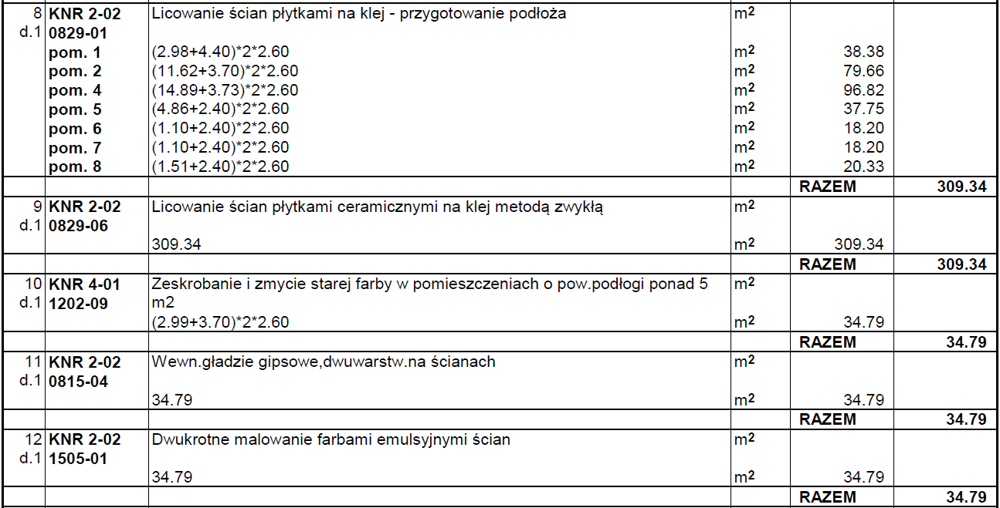 8 KNR 2-02 Licowanie ścian płytkami na klej - przygotowanie podłoża m2
d.1 0829-01
pom. 1 (2.98+4.40)*2*2.60 m2 38.38
pom. 2 (11.62+3.70)*2*2.60 m2 79.66
pom. 4 (14.89+3.73)*2*2.60 m2 96.82
pom. 5 (4.86+2.40)*2*2.60 m2 37.75
pom. 6 (1.10+2.40)*2*2.60 m2 18.20
pom. 7 (1.10+2.40)*2*2.60 m2 18.20
pom. 8 (1.51+2.40)*2*2.60 m2 20.33
RAZEM 309.34
9 KNR 2-02 Licowanie ścian płytkami ceramicznymi na klej metodą zwykłą m2
d.1 0829-06
309.34 m2 309.34
RAZEM 309.34
10 KNR 4-01 Zeskrobanie i zmycie starej farby w pomieszczeniach o pow.podłogi ponad 5 m2
d.1 1202-09 m2
(2.99+3.70)*2*2.60 m2 34.79
RAZEM 34.79
11 KNR 2-02 Wewn.gładzie gipsowe,dwuwarstw.na ścianach m2
d.1 0815-04
34.79 m2 34.79
RAZEM 34.79
12 KNR 2-02 Dwukrotne malowanie farbami emulsyjnymi ścian m2
d.1 1505-01
34.79 m2 34.79
RAZEM 34.79